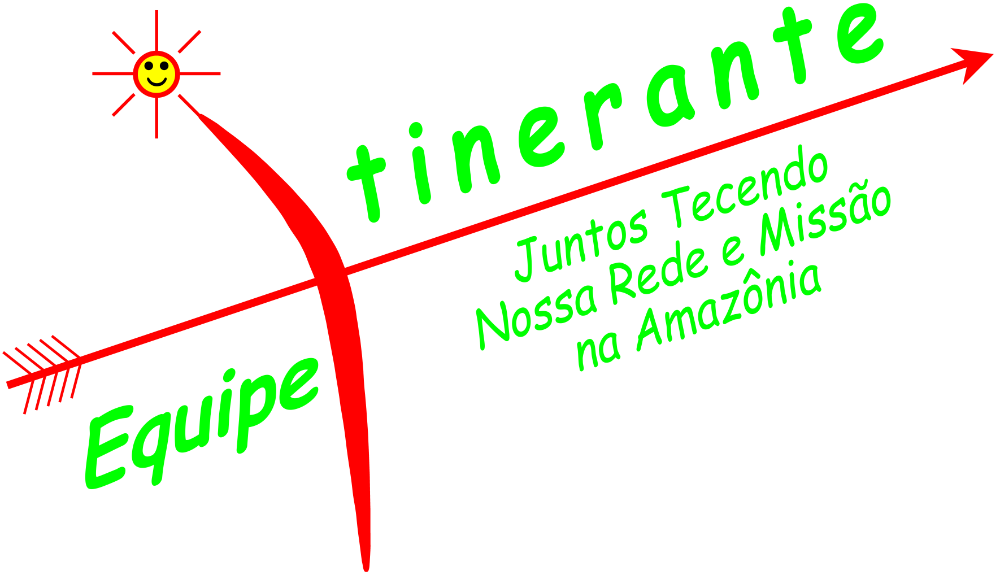 Equipe tinerante
Juntos Tecendo
Nossa Rede e Missão
na Amazônia